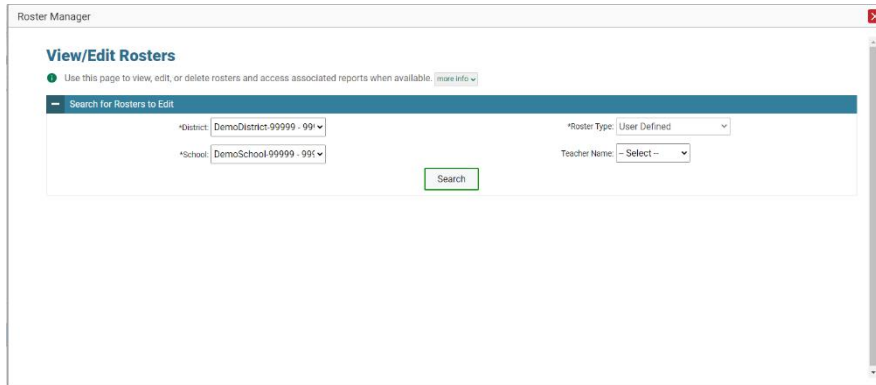 Roster Manager
View/Edit Rosters
Use this page to view, edit, or delete rosters and access associated reports when available. more info
Search for Rosters to Edit
*District: DemoDistrict-99999 - 99! *Roster Type: User Defined
*School: DemoSchool-99999 - 999 Teacher Name: -- Select --
Search